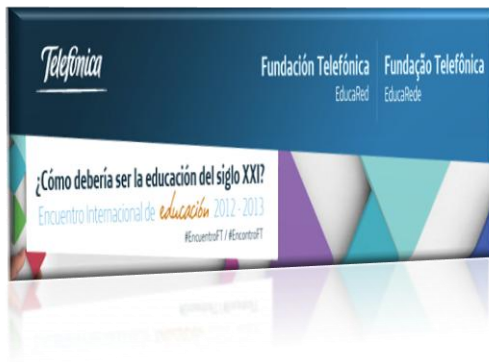 Telefónica
Fundación Telefónica
EducaRed
Fundação Telefônica
EducaRede
¿Cómo debería ser la educación del siglo XXI?
Encuentro Internacional de educación 2012 - 2013
#EncuentroFT / #EncontroFT